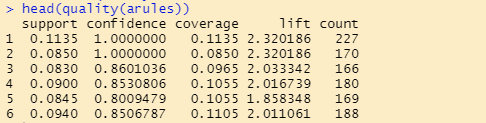 > head(quality(arules))
support confidence coverage lift count
1 0.1135 1.0000000 0.1135 2.320186 227
2 0.0850 1.0000000 0.0850 2.320186 170
3 0.0830 0.8601036 0.0965 2.033342 166
4 0.0900 0.8530806 0.1055 2.016739 180
5 0.0845 0.8009479 0.1055 1.858348 169
6 0.0940 0.8506787 0.1105 2.011061 188